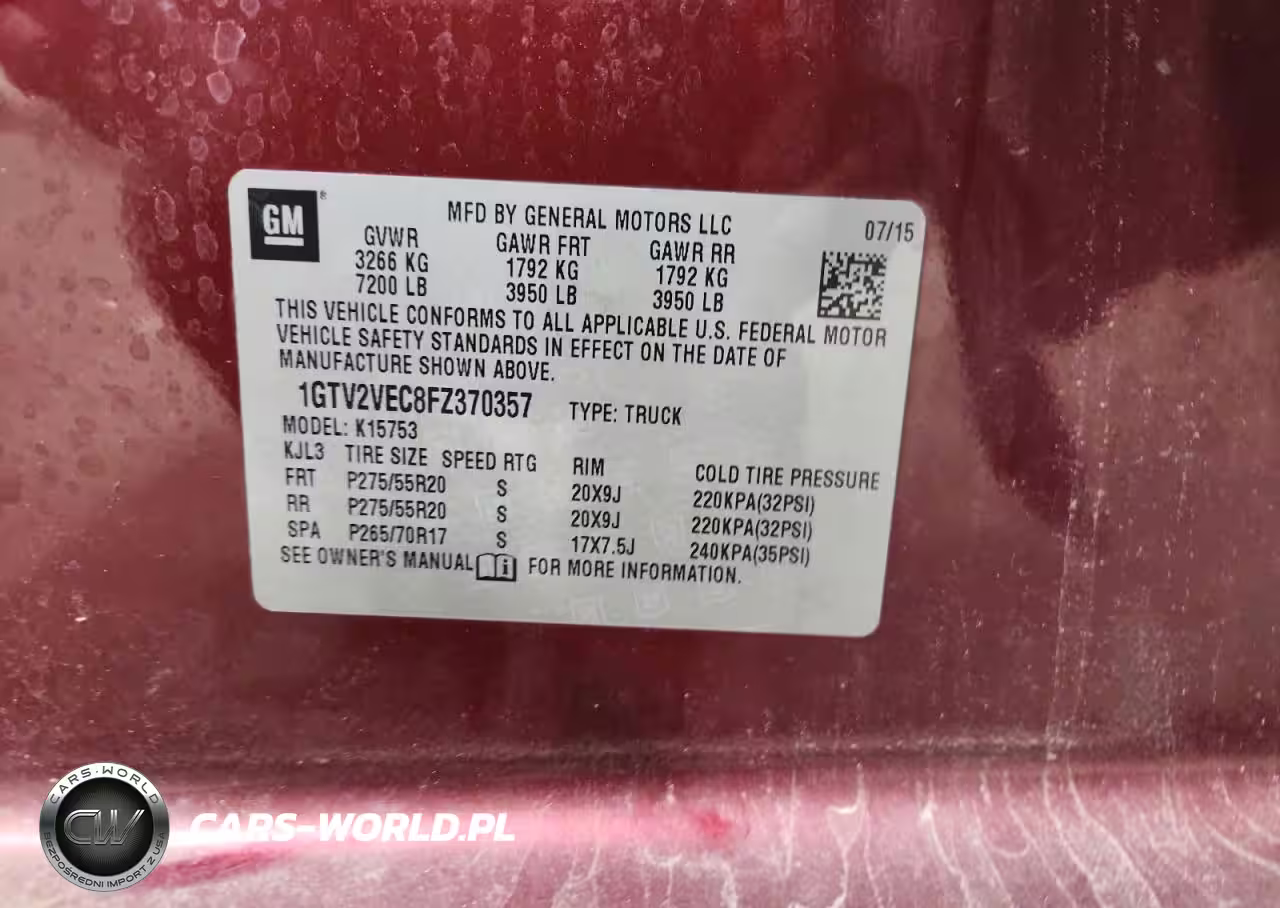 GM®
MFD BY GENERAL MOTORS LLC
07/15
GVWR GAWR FRT GAWR RR
3266 KG 1792 KG 1792 KG
7200 LB 3950 LB 3950 LB
THIS VEHICLE CONFORMS TO ALL APPLICABLE U.S. FEDERAL MOTOR
VEHICLE SAFETY STANDARDS IN EFFECT ON THE DATE OF
MANUFACTURE SHOWN ABOVE.
1GTV2VEC8FZ370357 TYPE: TRUCK
MODEL: K15753
KJL3 TIRE SIZE SPEED RTG RIM COLD TIRE PRESSURE
FRT P275/55R20 S 20X9J 220KPA(32PSI)
RR P275/55R20 S 20X9J 220KPA(32PSI)
SPA P265/70R17 S 17X7.5J 240KPA(35PSI)
SEE OWNER'S MANUAL i FOR MORE INFORMATION.
CARS-WORLD
CW
BEZPOŚREDNI IMPORT Z USA
CARS-WORLD.PL